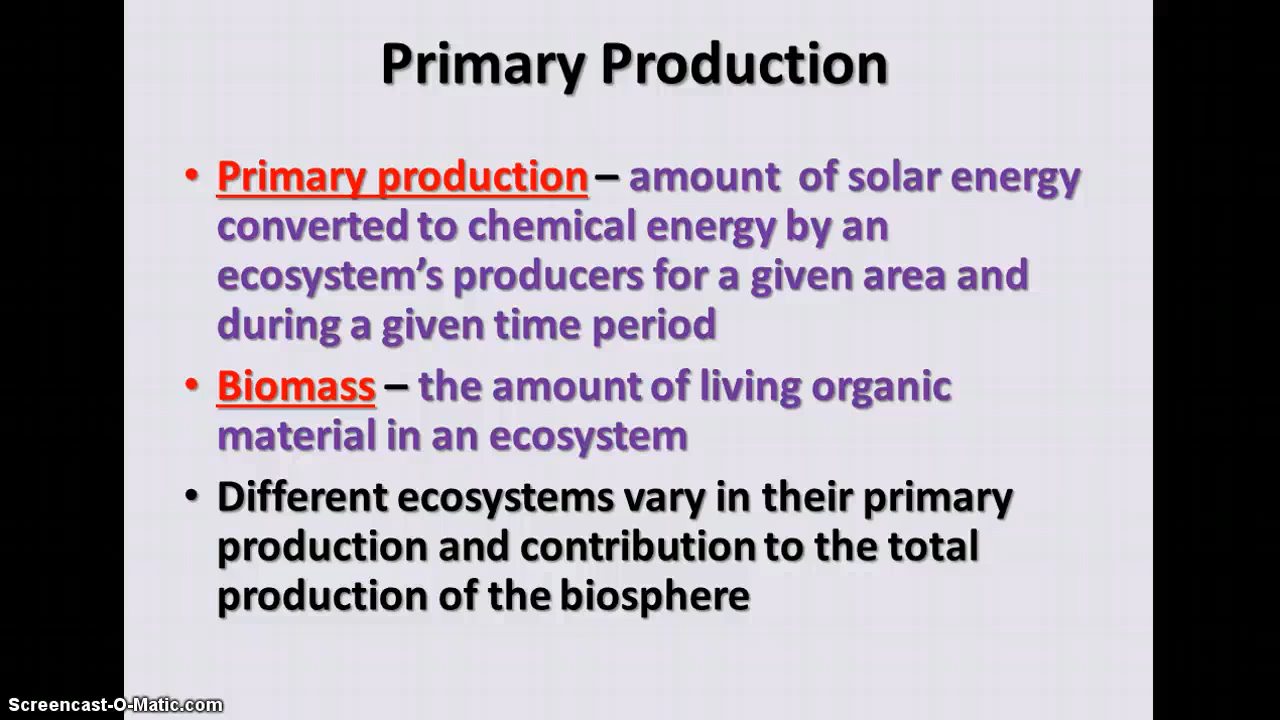 Primary Production
• Primary production – amount of solar energy
converted to chemical energy by an
ecosystem’s producers for a given area and
during a given time period
• Biomass – the amount of living organic
material in an ecosystem
• Different ecosystems vary in their primary
production and contribution to the total
production of the biosphere
Screencast-O-Matic.com